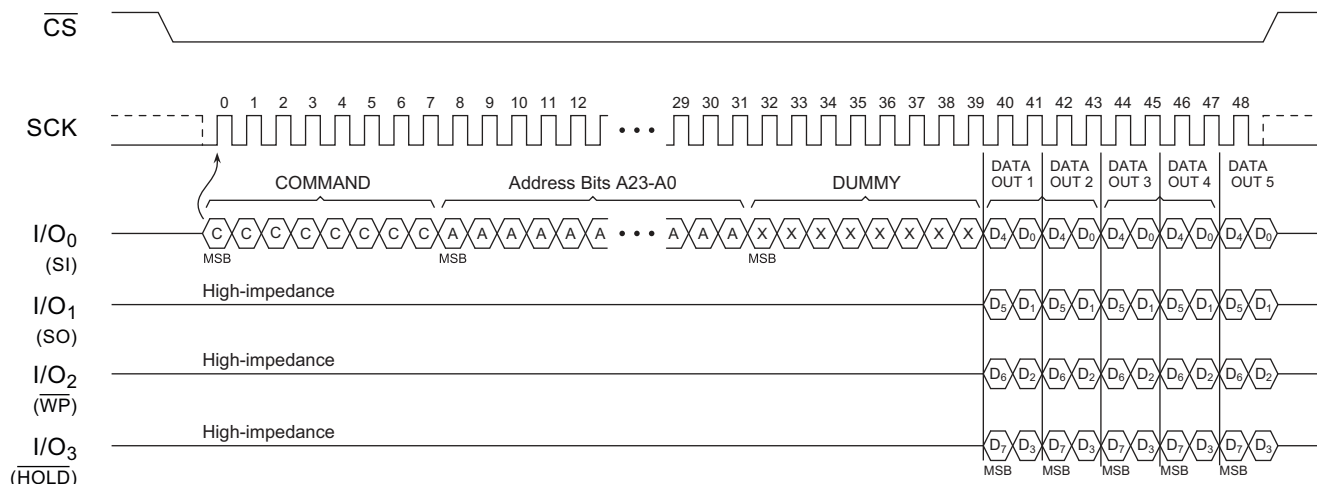 CS
0 1 2 3 4 5 6 7 8 9 10 11 12 29 30 31 32 33 34 35 36 37 38 39 40 41 42 43 44 45 46 47 48
SCK •••
COMMAND Address Bits A23-A0 DUMMY DATA OUT 1 DATA OUT 2 DATA OUT 3 DATA OUT 4 DATA OUT 5
I/O0 C C C C C C C C A A A A A A ••• A A A X X X X X X X X D4 D0 D4 D0 D4 D0 D4 D0 D4 D0
(SI) MSB MSB MSB
High-impedance
I/O1 D5 D1 D5 D1 D5 D1 D5 D1 D5 D1
(SO)
High-impedance
I/O2 D6 D2 D6 D2 D6 D2 D6 D2 D6 D2
(WP)
High-impedance
I/O3 D7 D3 D7 D3 D7 D3 D7 D3 D7 D3
(HOLD) MSB MSB MSB MSB MSB